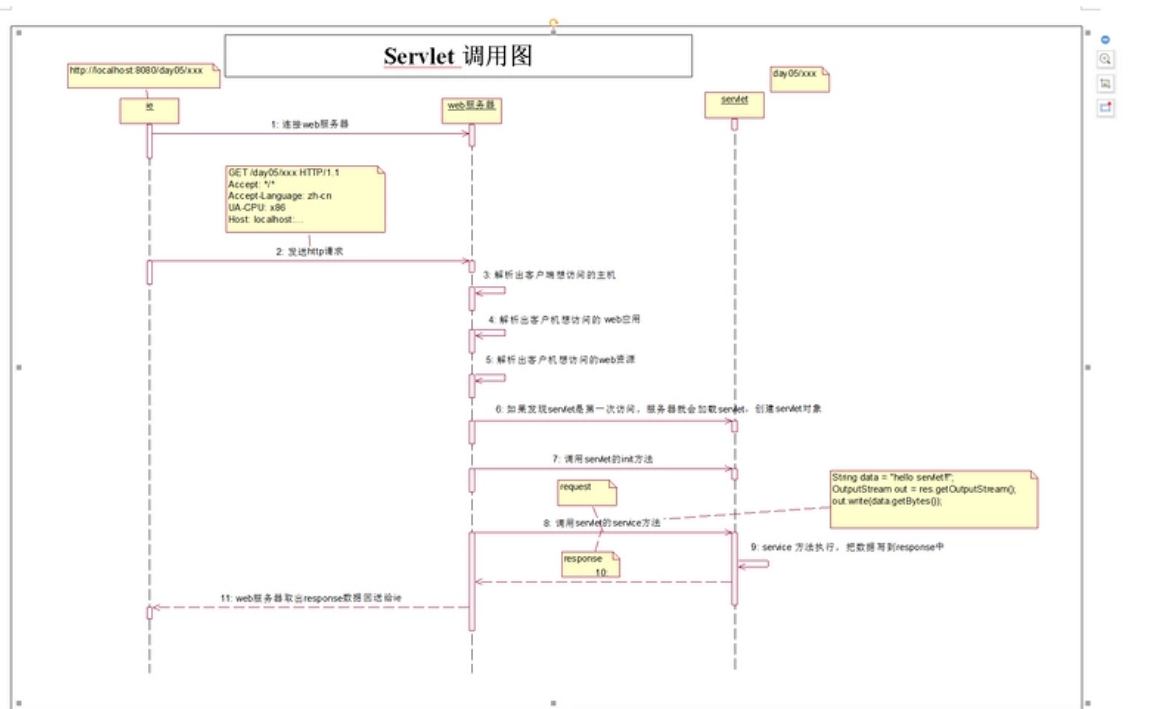 Servlet 调用图
http://localhost:8080/day05/xxx
day05/xxx
ie
web服务器
servlet
1: 连接web服务器
GET /day05/xxx HTTP/1.1
Accept: */*
Accept-Language: zh-cn
UA-CPU: x86
Host: localhost:...
2: 发送http请求
3: 解析出客户端想访问的主机
4: 解析出客户机想访问的 web应用
5: 解析出客户机想访问的web资源
6: 如果发现servlet是第一次访问，服务器就会加载servlet，创建servlet对象
7: 调用servlet的init方法
String data = "hello servlet!!";
OutputStream out = res.getOutputStream();
out.write(data.getBytes());
request
8: 调用servlet的service方法
9: service 方法执行，把数据写到response中
response
10:
11: web服务器取出response数据回送给ie